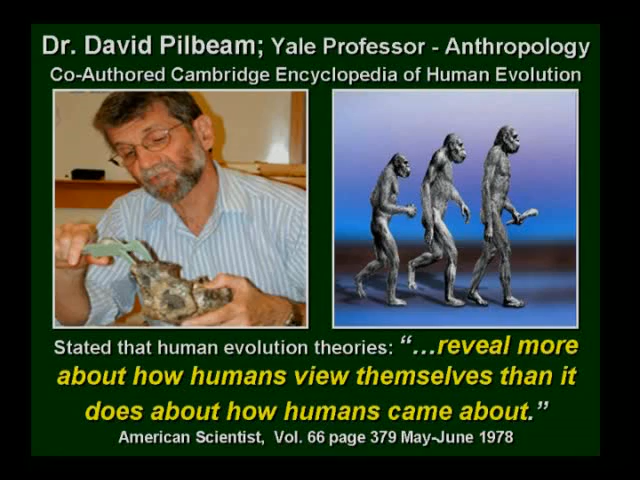 Dr. David Pilbeam; Yale Professor - Anthropology
Co-Authored Cambridge Encyclopedia of Human Evolution
Stated that human evolution theories: “…reveal more
about how humans view themselves than it
does about how humans came about.”
American Scientist, Vol. 66 page 379 May-June 1978